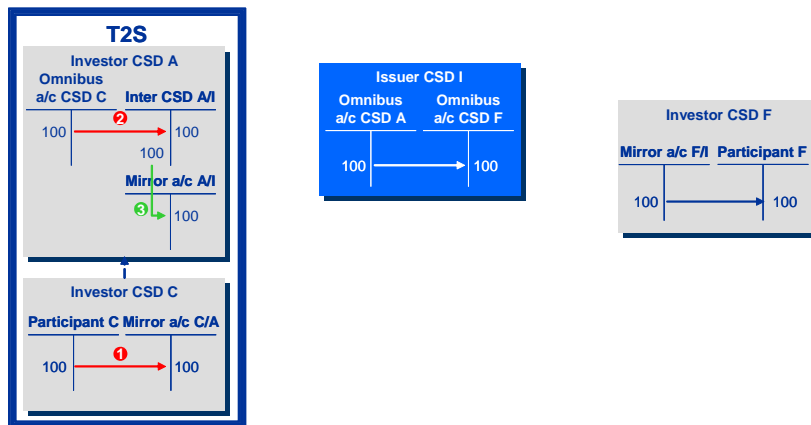 T2S
Investor CSD A
Omnibus
a/c CSD C Inter CSD A/I
100 2 100
100
Mirror a/c A/I
3 100
Investor CSD C
Participant C Mirror a/c C/A
100 1 100
Issuer CSD I
Omnibus Omnibus
a/c CSD A a/c CSD F
100 100
Investor CSD F
Mirror a/c F/I Participant F
100 100